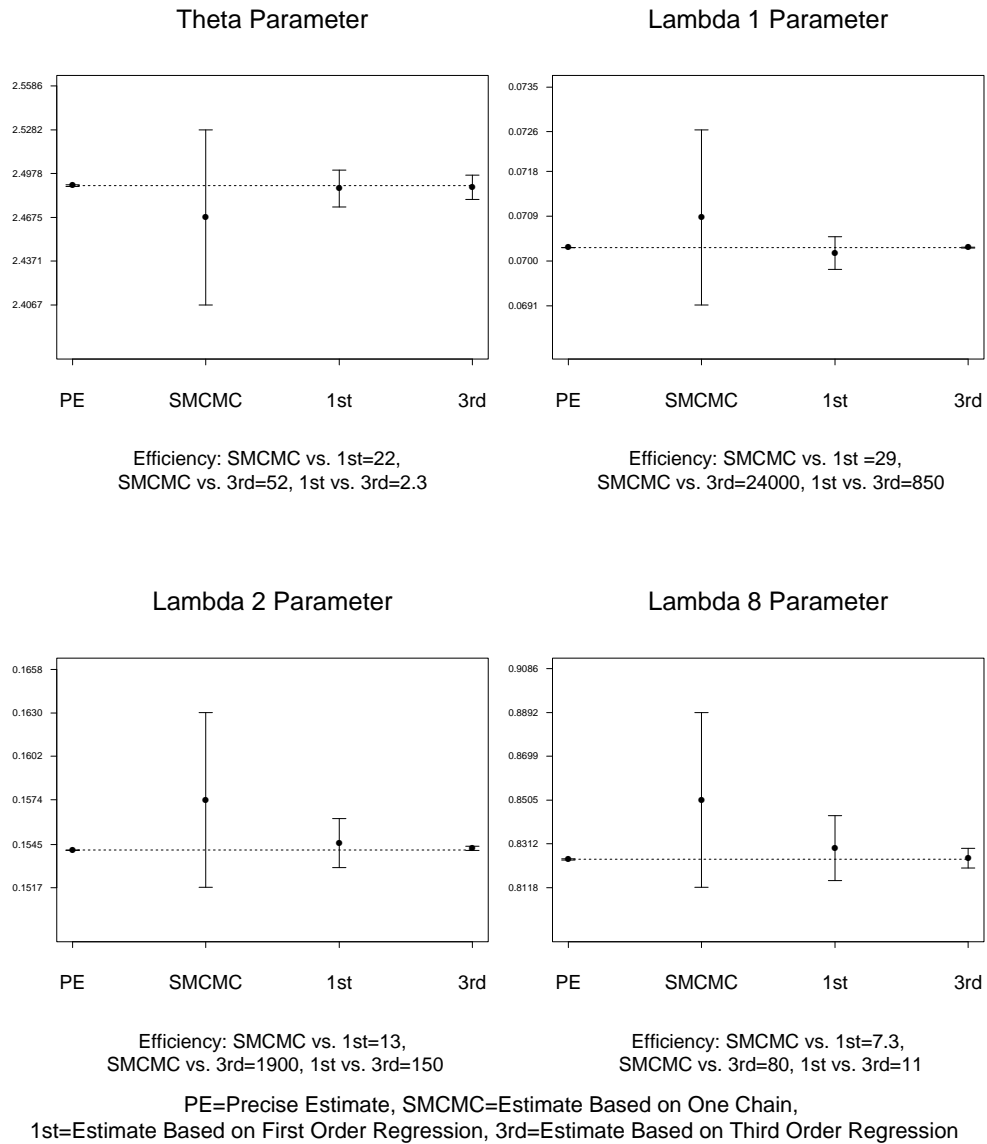 Theta Parameter
2.5586
2.5282
2.4978
2.4675
2.4371
2.4067
PE SMCMC 1st 3rd
Efficiency: SMCMC vs. 1st=22,
SMCMC vs. 3rd=52, 1st vs. 3rd=2.3
Lambda 1 Parameter
0.0735
0.0726
0.0718
0.0709
0.0700
0.0691
PE SMCMC 1st 3rd
Efficiency: SMCMC vs. 1st =29,
SMCMC vs. 3rd=24000, 1st vs. 3rd=850
Lambda 2 Parameter
0.1658
0.1630
0.1602
0.1574
0.1545
0.1517
PE SMCMC 1st 3rd
Efficiency: SMCMC vs. 1st=13,
SMCMC vs. 3rd=1900, 1st vs. 3rd=150
Lambda 8 Parameter
0.9086
0.8892
0.8699
0.8505
0.8312
0.8118
PE SMCMC 1st 3rd
Efficiency: SMCMC vs. 1st=7.3,
SMCMC vs. 3rd=80, 1st vs. 3rd=11
PE=Precise Estimate, SMCMC=Estimate Based on One Chain,
1st=Estimate Based on First Order Regression, 3rd=Estimate Based on Third Order Regression